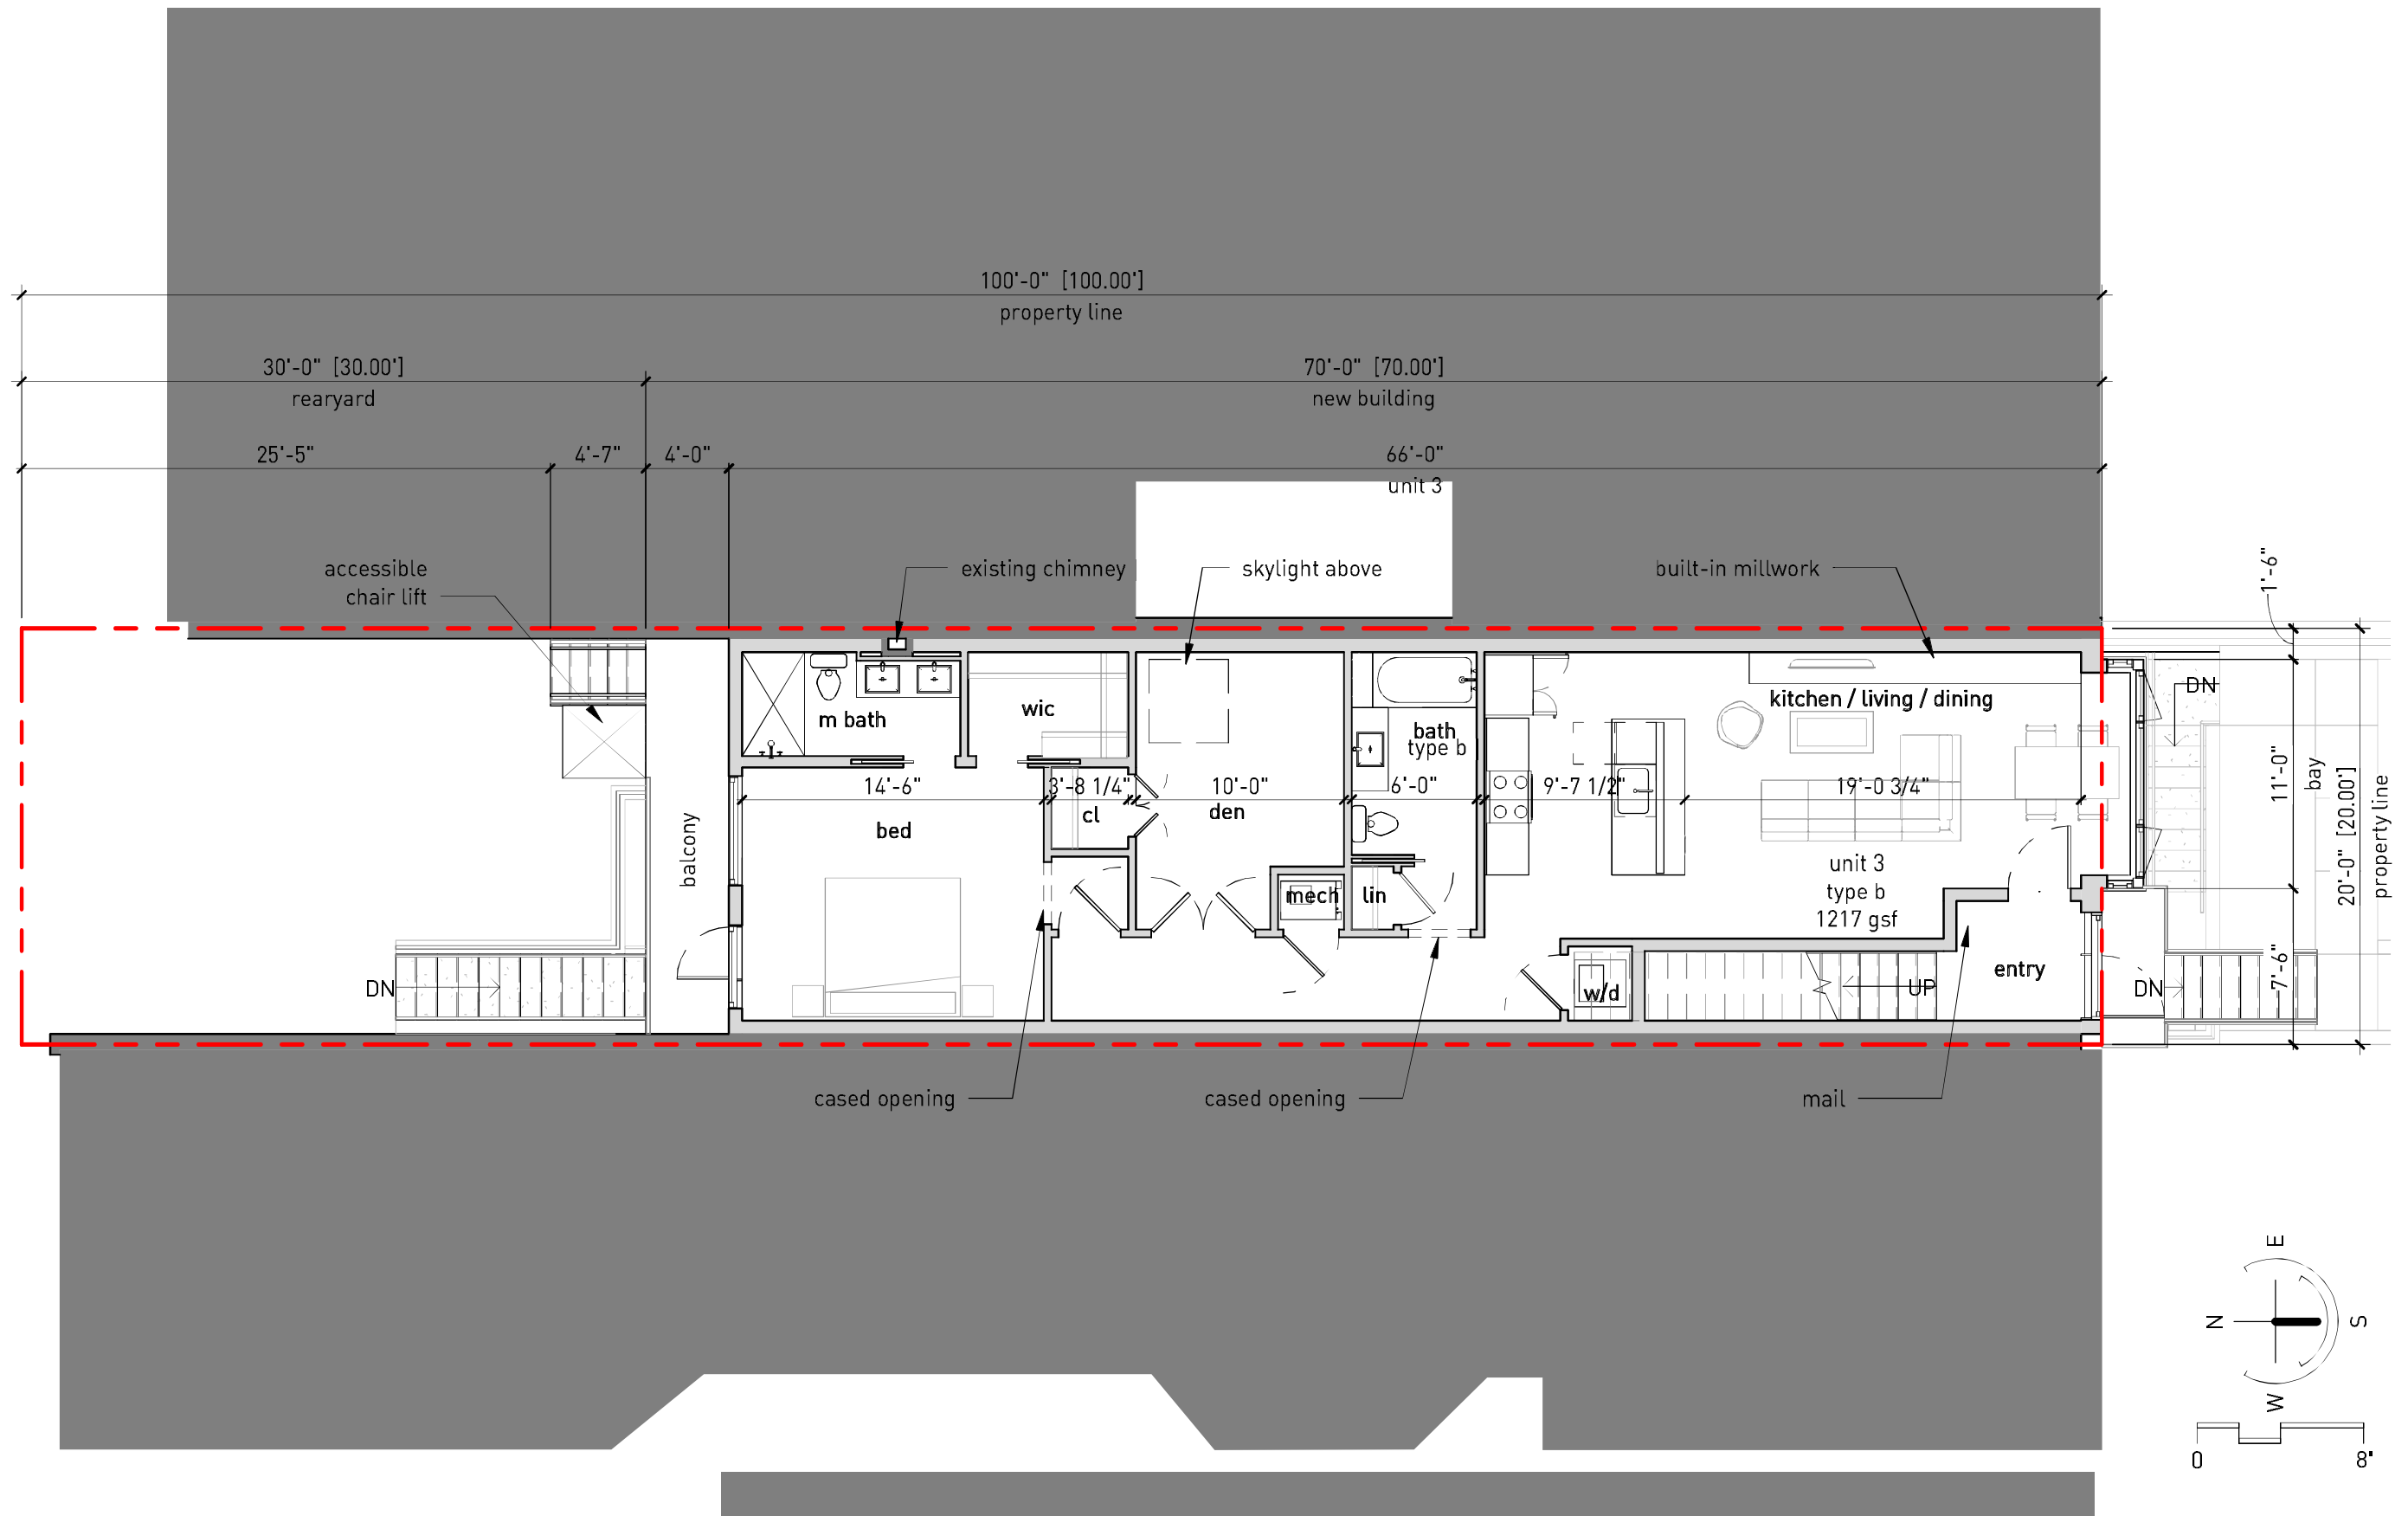 100'-0" [100.00']
property line
30'-0" [30.00']
rearyard
70'-0" [70.00']
new building
25'-5"
4'-7"
4'-0"
66'-0"
unit 3
accessible
chair lift
existing chimney
skylight above
built-in millwork
1'-6"
m bath
wic
bath
type b
kitchen / living / dining
DN
14'-6"
3'-8 1/4"
10'-0"
6'-0"
9'-7 1/2"
19'-0 3/4"
11'-0"
bay
20'-0" [20.00']
property line
balcony
bed
cl
den
unit 3
type b
1217 gsf
mech
lin
DN
w/d
UP
entry
DN
7'-6"
cased opening
cased opening
mail
E
N
S
W
0
8'